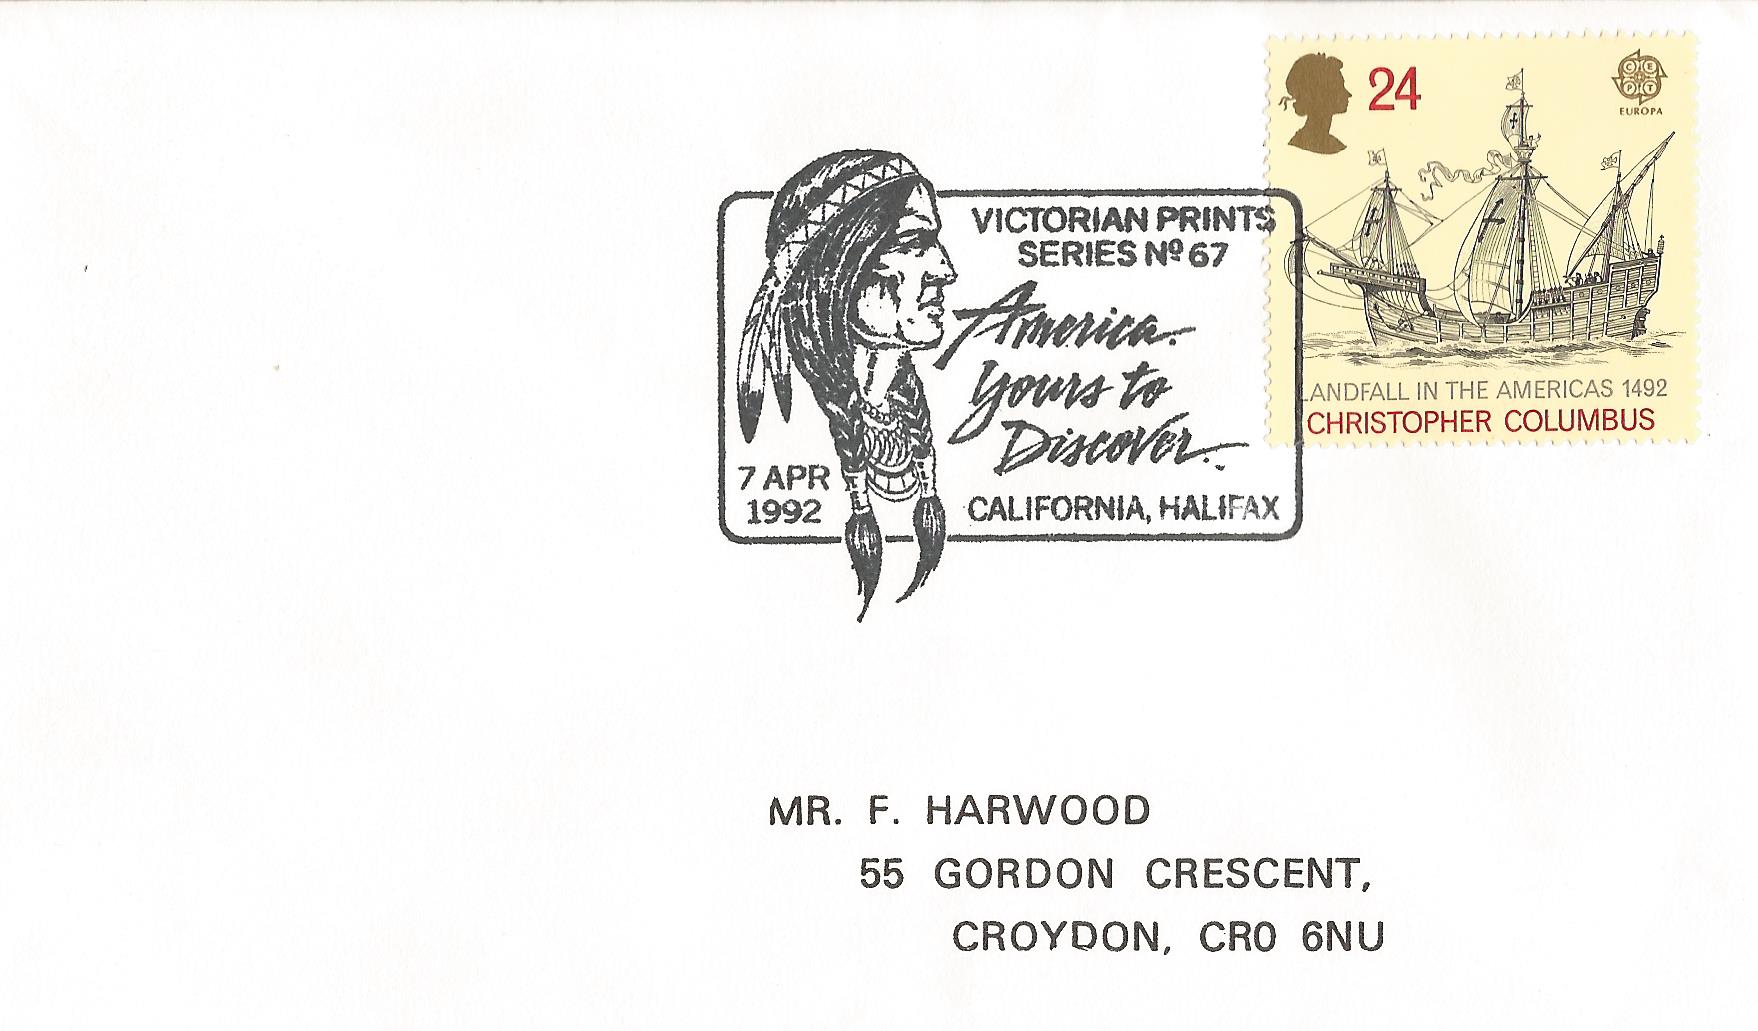 24
CEPT
EUROPA
LANDFALL IN THE AMERICAS 1492
CHRISTOPHER COLUMBUS
VICTORIAN PRINTS
SERIES Nº 67
America.
Yours to
Discover.
7 APR
1992
CALIFORNIA, HALIFAX
MR. F. HARWOOD
55 GORDON CRESCENT,
CROYDON, CR0 6NU